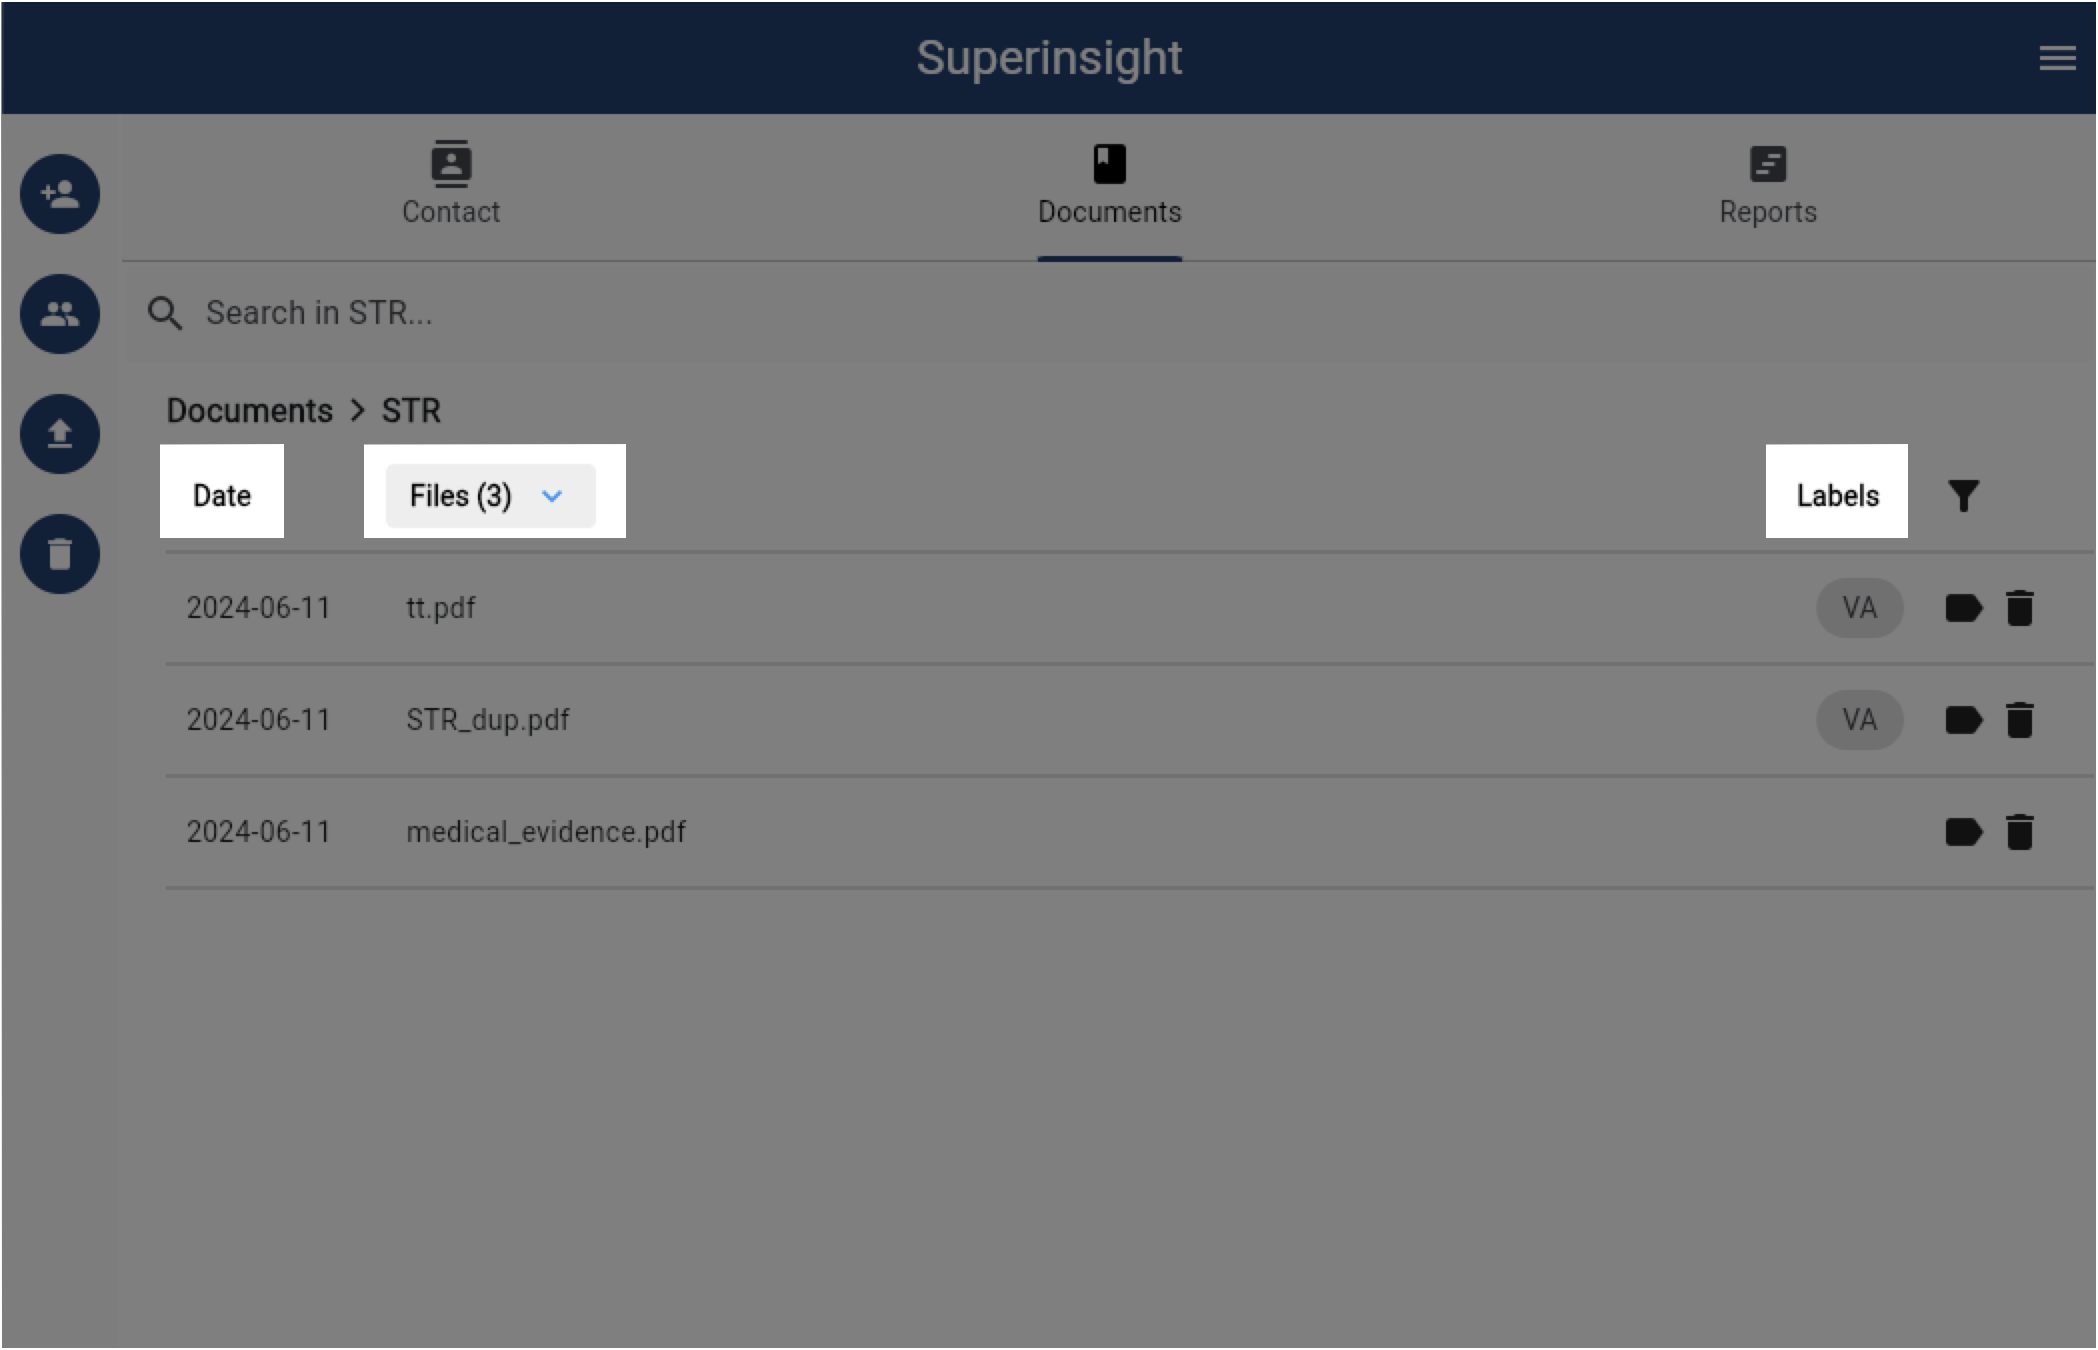 Superinsight
Contact Documents Reports
Search in STR...
Documents > STR
Date Files (3) Labels
2024-06-11 tt.pdf VA
2024-06-11 STR_dup.pdf VA
2024-06-11 medical_evidence.pdf